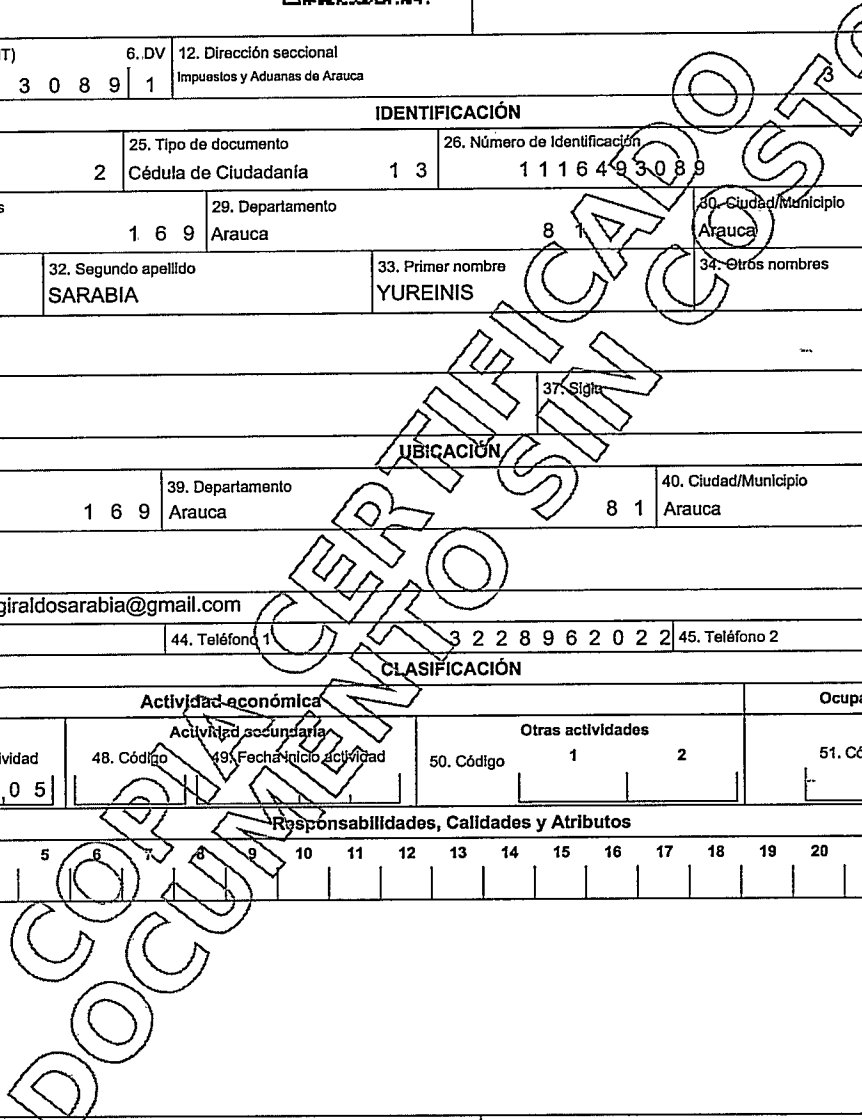 T) 6. DV 12. Dirección seccional
3 0 8 9 1 Impuestos y Aduanas de Arauca 3
IDENTIFICACIÓN
25. Tipo de documento 26. Número de Identificación
2 Cédula de Ciudadanía 1 3 1 1 1 6 4 9 3 0 8 9
s 29. Departamento 30. Ciudad/Municipio
1 6 9 Arauca 8 1 Arauca
32. Segundo apellido 33. Primer nombre 34. Otros nombres
SARABIA YUREINIS
37. Sigla
UBICACIÓN
39. Departamento 40. Ciudad/Municipio
1 6 9 Arauca 8 1 Arauca
giraldosarabia@gmail.com
44. Teléfono 1 3 2 2 8 9 6 2 0 2 2 45. Teléfono 2
CLASIFICACIÓN
Actividad económica Ocupa
Actividad secundaria Otras actividades
ividad 48. Código 49. Fecha inicio actividad 50. Código 1 2 51. Có
0 5
Responsabilidades, Calidades y Atributos
5 6 7 8 9 10 11 12 13 14 15 16 17 18 19 20
COPIA CERTIFICADO
DOCUMENTO SIN COSTO